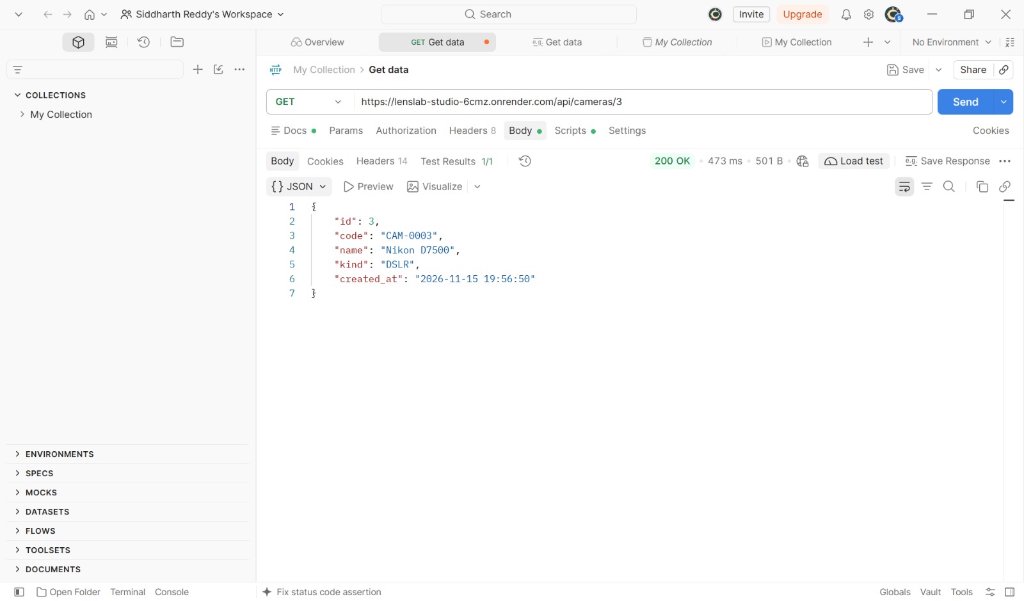 Siddharth Reddy's Workspace
Search
Invite
Upgrade
Overview
GET Get data
e.g. Get data
My Collection
My Collection
No Environment
My Collection > Get data
Save
Share
COLLECTIONS
My Collection
GET
https://lenslab-studio-6cmz.onrender.com/api/cameras/3
Send
Docs
Params
Authorization
Headers 8
Body
Scripts
Settings
Cookies
Body
Cookies
Headers 14
Test Results 1/1
200 OK
473 ms
501 B
Load test
e.g. Save Response
{} JSON
Preview
Visualize
1 {
2 "id": 3,
3 "code": "CAM-0003",
4 "name": "Nikon D7500",
5 "kind": "DSLR",
6 "created_at": "2026-11-15 19:56:50"
7 }
ENVIRONMENTS
SPECS
MOCKS
DATASETS
FLOWS
TOOLSETS
DOCUMENTS
Open Folder
Terminal
Console
Fix status code assertion
Globals
Vault
Tools